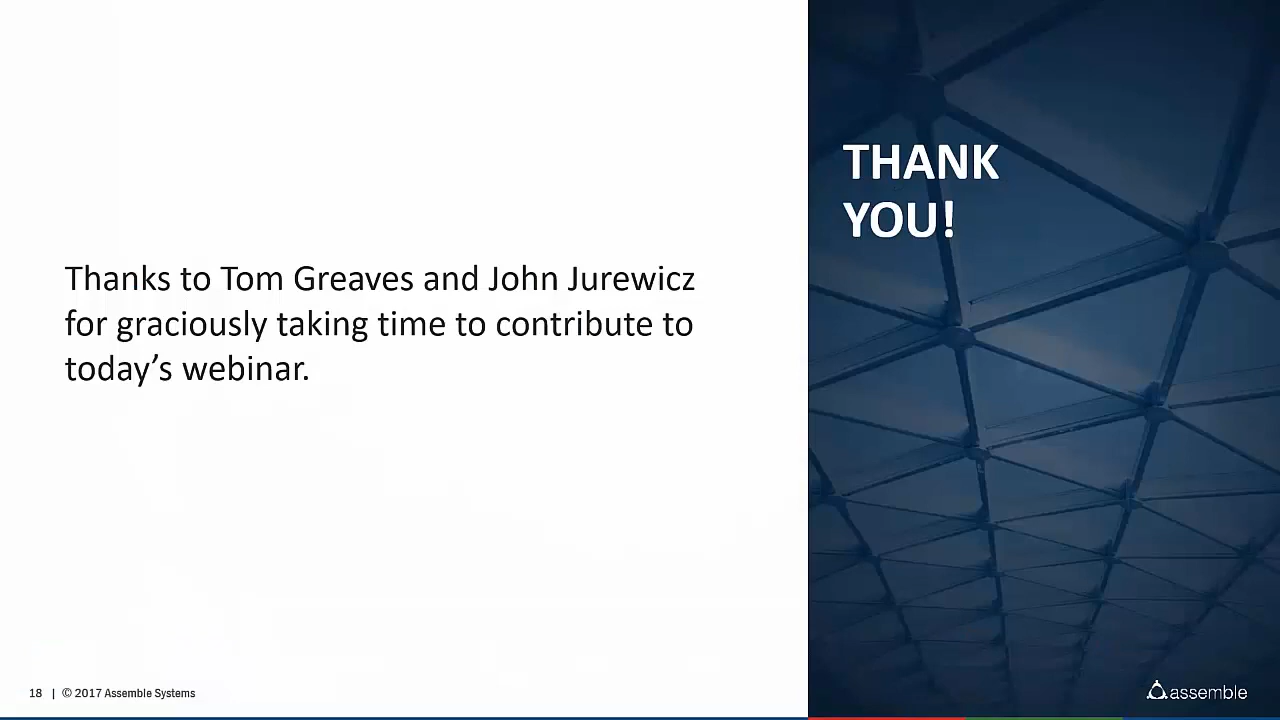 Thanks to Tom Greaves and John Jurewicz
for graciously taking time to contribute to
today’s webinar.
THANK
YOU!
18 | © 2017 Assemble Systems
assemble